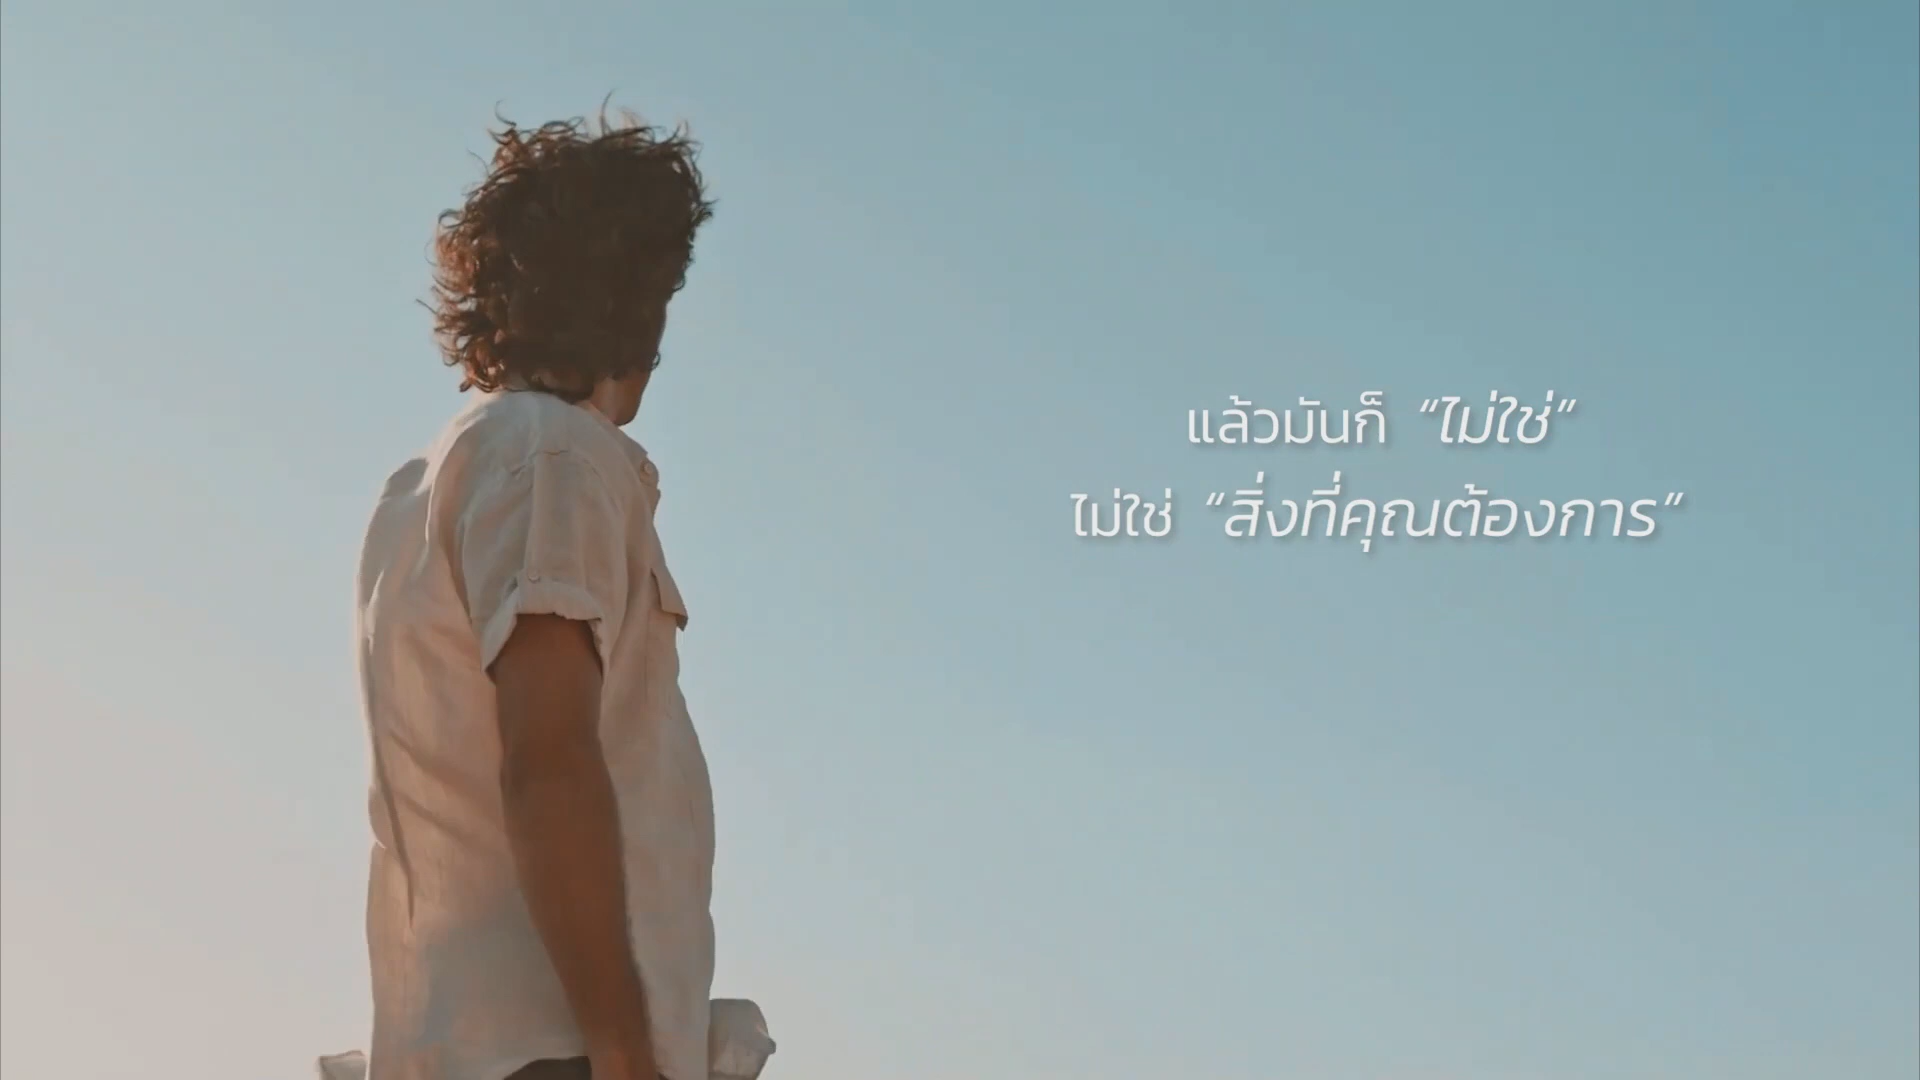 แล้วมันก็ “ไม่ใช่”
ไม่ใช่ “สิ่งที่คุณต้องการ”